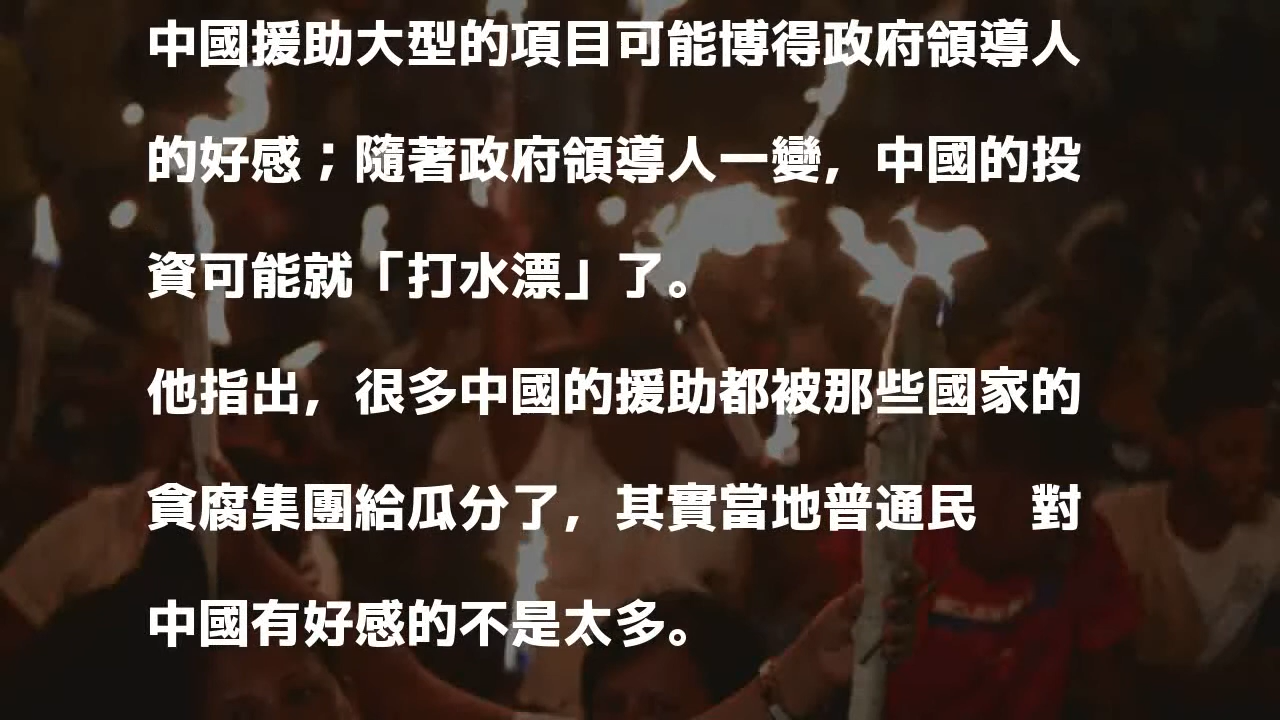 中國援助大型的項目可能博得政府領導人
的好感；隨著政府領導人一變，中國的投
資可能就「打水漂」了。
他指出，很多中國的援助都被那些國家的
貪腐集團給瓜分了，其實當地普通民　對
中國有好感的不是太多。